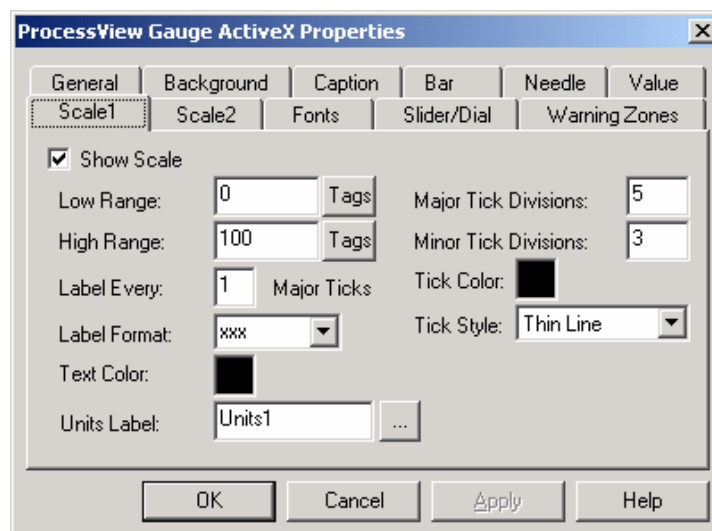 ProcessView Gauge ActiveX Properties
General Background Caption Bar Needle Value
Scale1 Scale2 Fonts Slider/Dial Warning Zones
Show Scale
Low Range: 0 Tags Major Tick Divisions: 5
High Range: 100 Tags Minor Tick Divisions: 3
Label Every: 1 Major Ticks Tick Color:
Label Format: xxx Tick Style: Thin Line
Text Color:
Units Label: Units1 ...
OK Cancel Apply Help